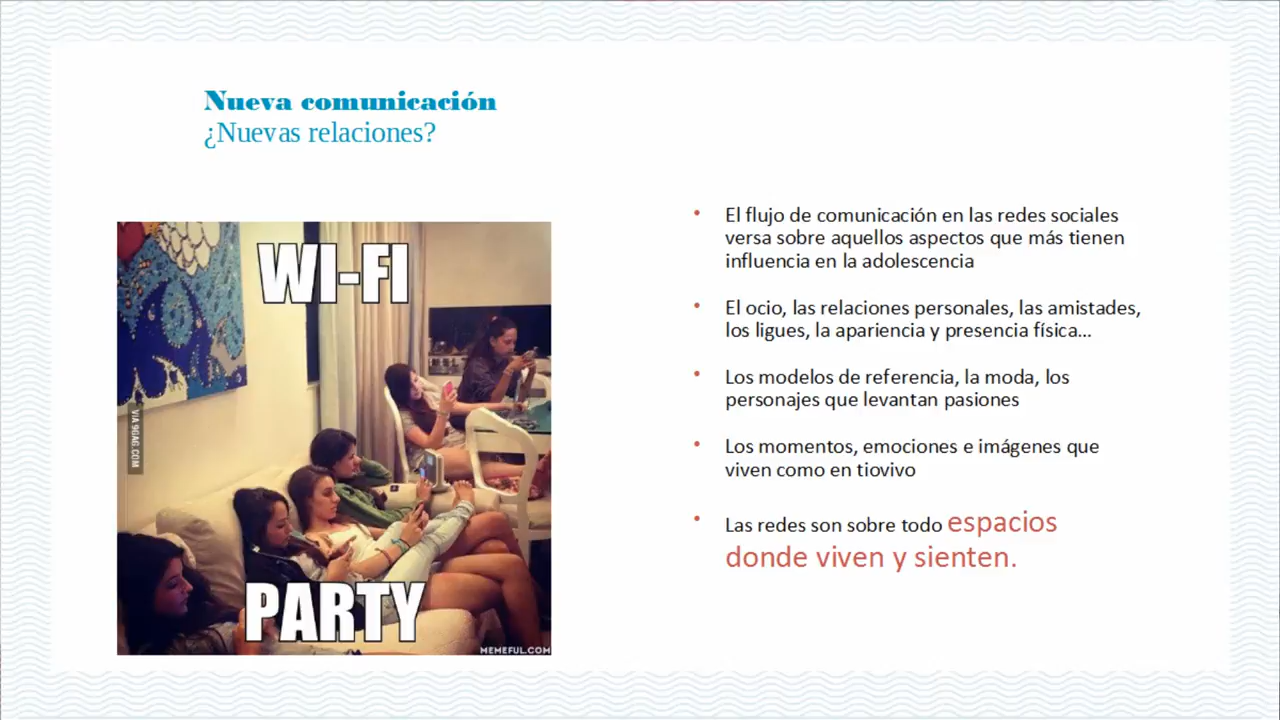 Nueva comunicación
¿Nuevas relaciones?
WI-FI
PARTY
VIA 9GAG.COM
MEMEFUL.COM
• El flujo de comunicación en las redes sociales
versa sobre aquellos aspectos que más tienen
influencia en la adolescencia
• El ocio, las relaciones personales, las amistades,
los ligues, la apariencia y presencia física...
• Los modelos de referencia, la moda, los
personajes que levantan pasiones
• Los momentos, emociones e imágenes que
viven como en tiovivo
• Las redes son sobre todo espacios
donde viven y sienten.